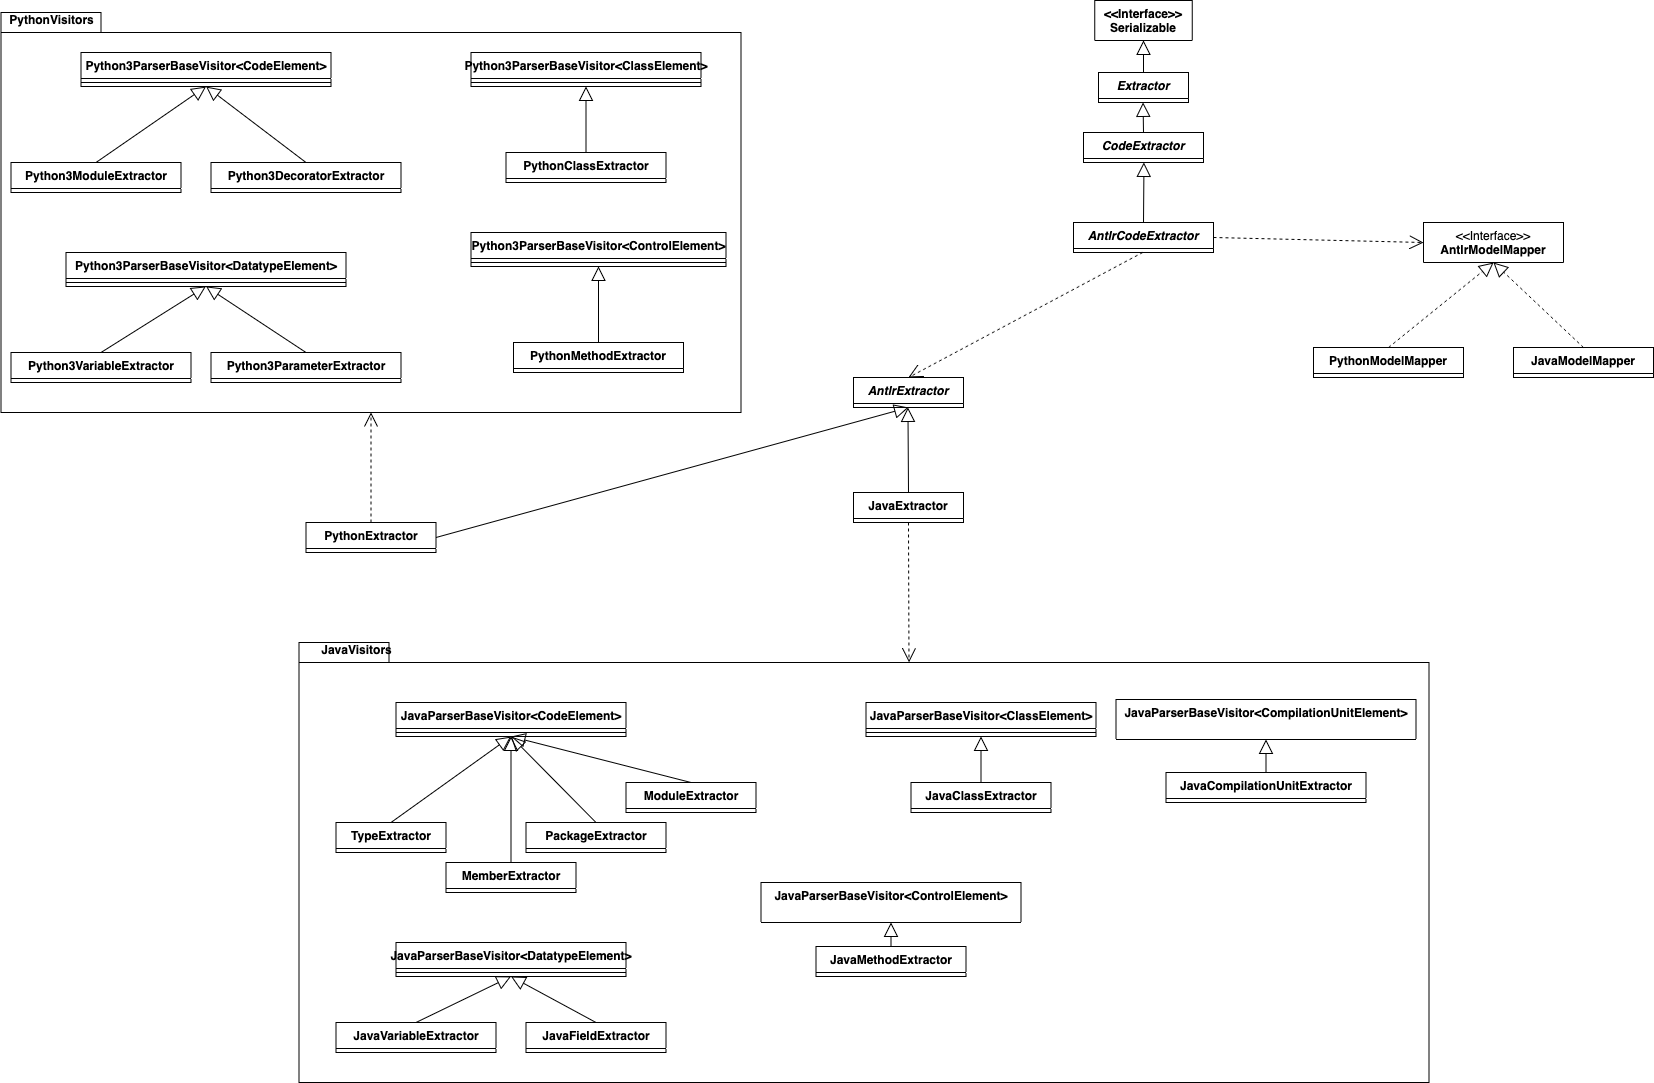 PythonVisitors
Python3ParserBaseVisitor<CodeElement>
Python3ParserBaseVisitor<ClassElement>
Python3ModuleExtractor
Python3DecoratorExtractor
PythonClassExtractor
Python3ParserBaseVisitor<DatatypeElement>
Python3ParserBaseVisitor<ControlElement>
Python3VariableExtractor
Python3ParameterExtractor
PythonMethodExtractor
<<Interface>>
Serializable
Extractor
CodeExtractor
AntlrCodeExtractor
<<Interface>>
AntlrModelMapper
PythonModelMapper
JavaModelMapper
AntlrExtractor
JavaExtractor
PythonExtractor
JavaVisitors
JavaParserBaseVisitor<CodeElement>
JavaParserBaseVisitor<ClassElement>
JavaParserBaseVisitor<CompilationUnitElement>
ModuleExtractor
JavaClassExtractor
JavaCompilationUnitExtractor
TypeExtractor
PackageExtractor
MemberExtractor
JavaParserBaseVisitor<ControlElement>
JavaMethodExtractor
JavaParserBaseVisitor<DatatypeElement>
JavaVariableExtractor
JavaFieldExtractor